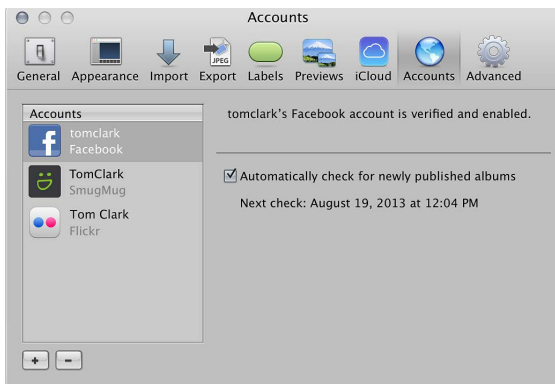 Accounts
JPEG
General Appearance Import Export Labels Previews iCloud Accounts Advanced
Accounts
tomclark
Facebook
TomClark
SmugMug
Tom Clark
Flickr
tomclark's Facebook account is verified and enabled.
Automatically check for newly published albums
Next check: August 19, 2013 at 12:04 PM